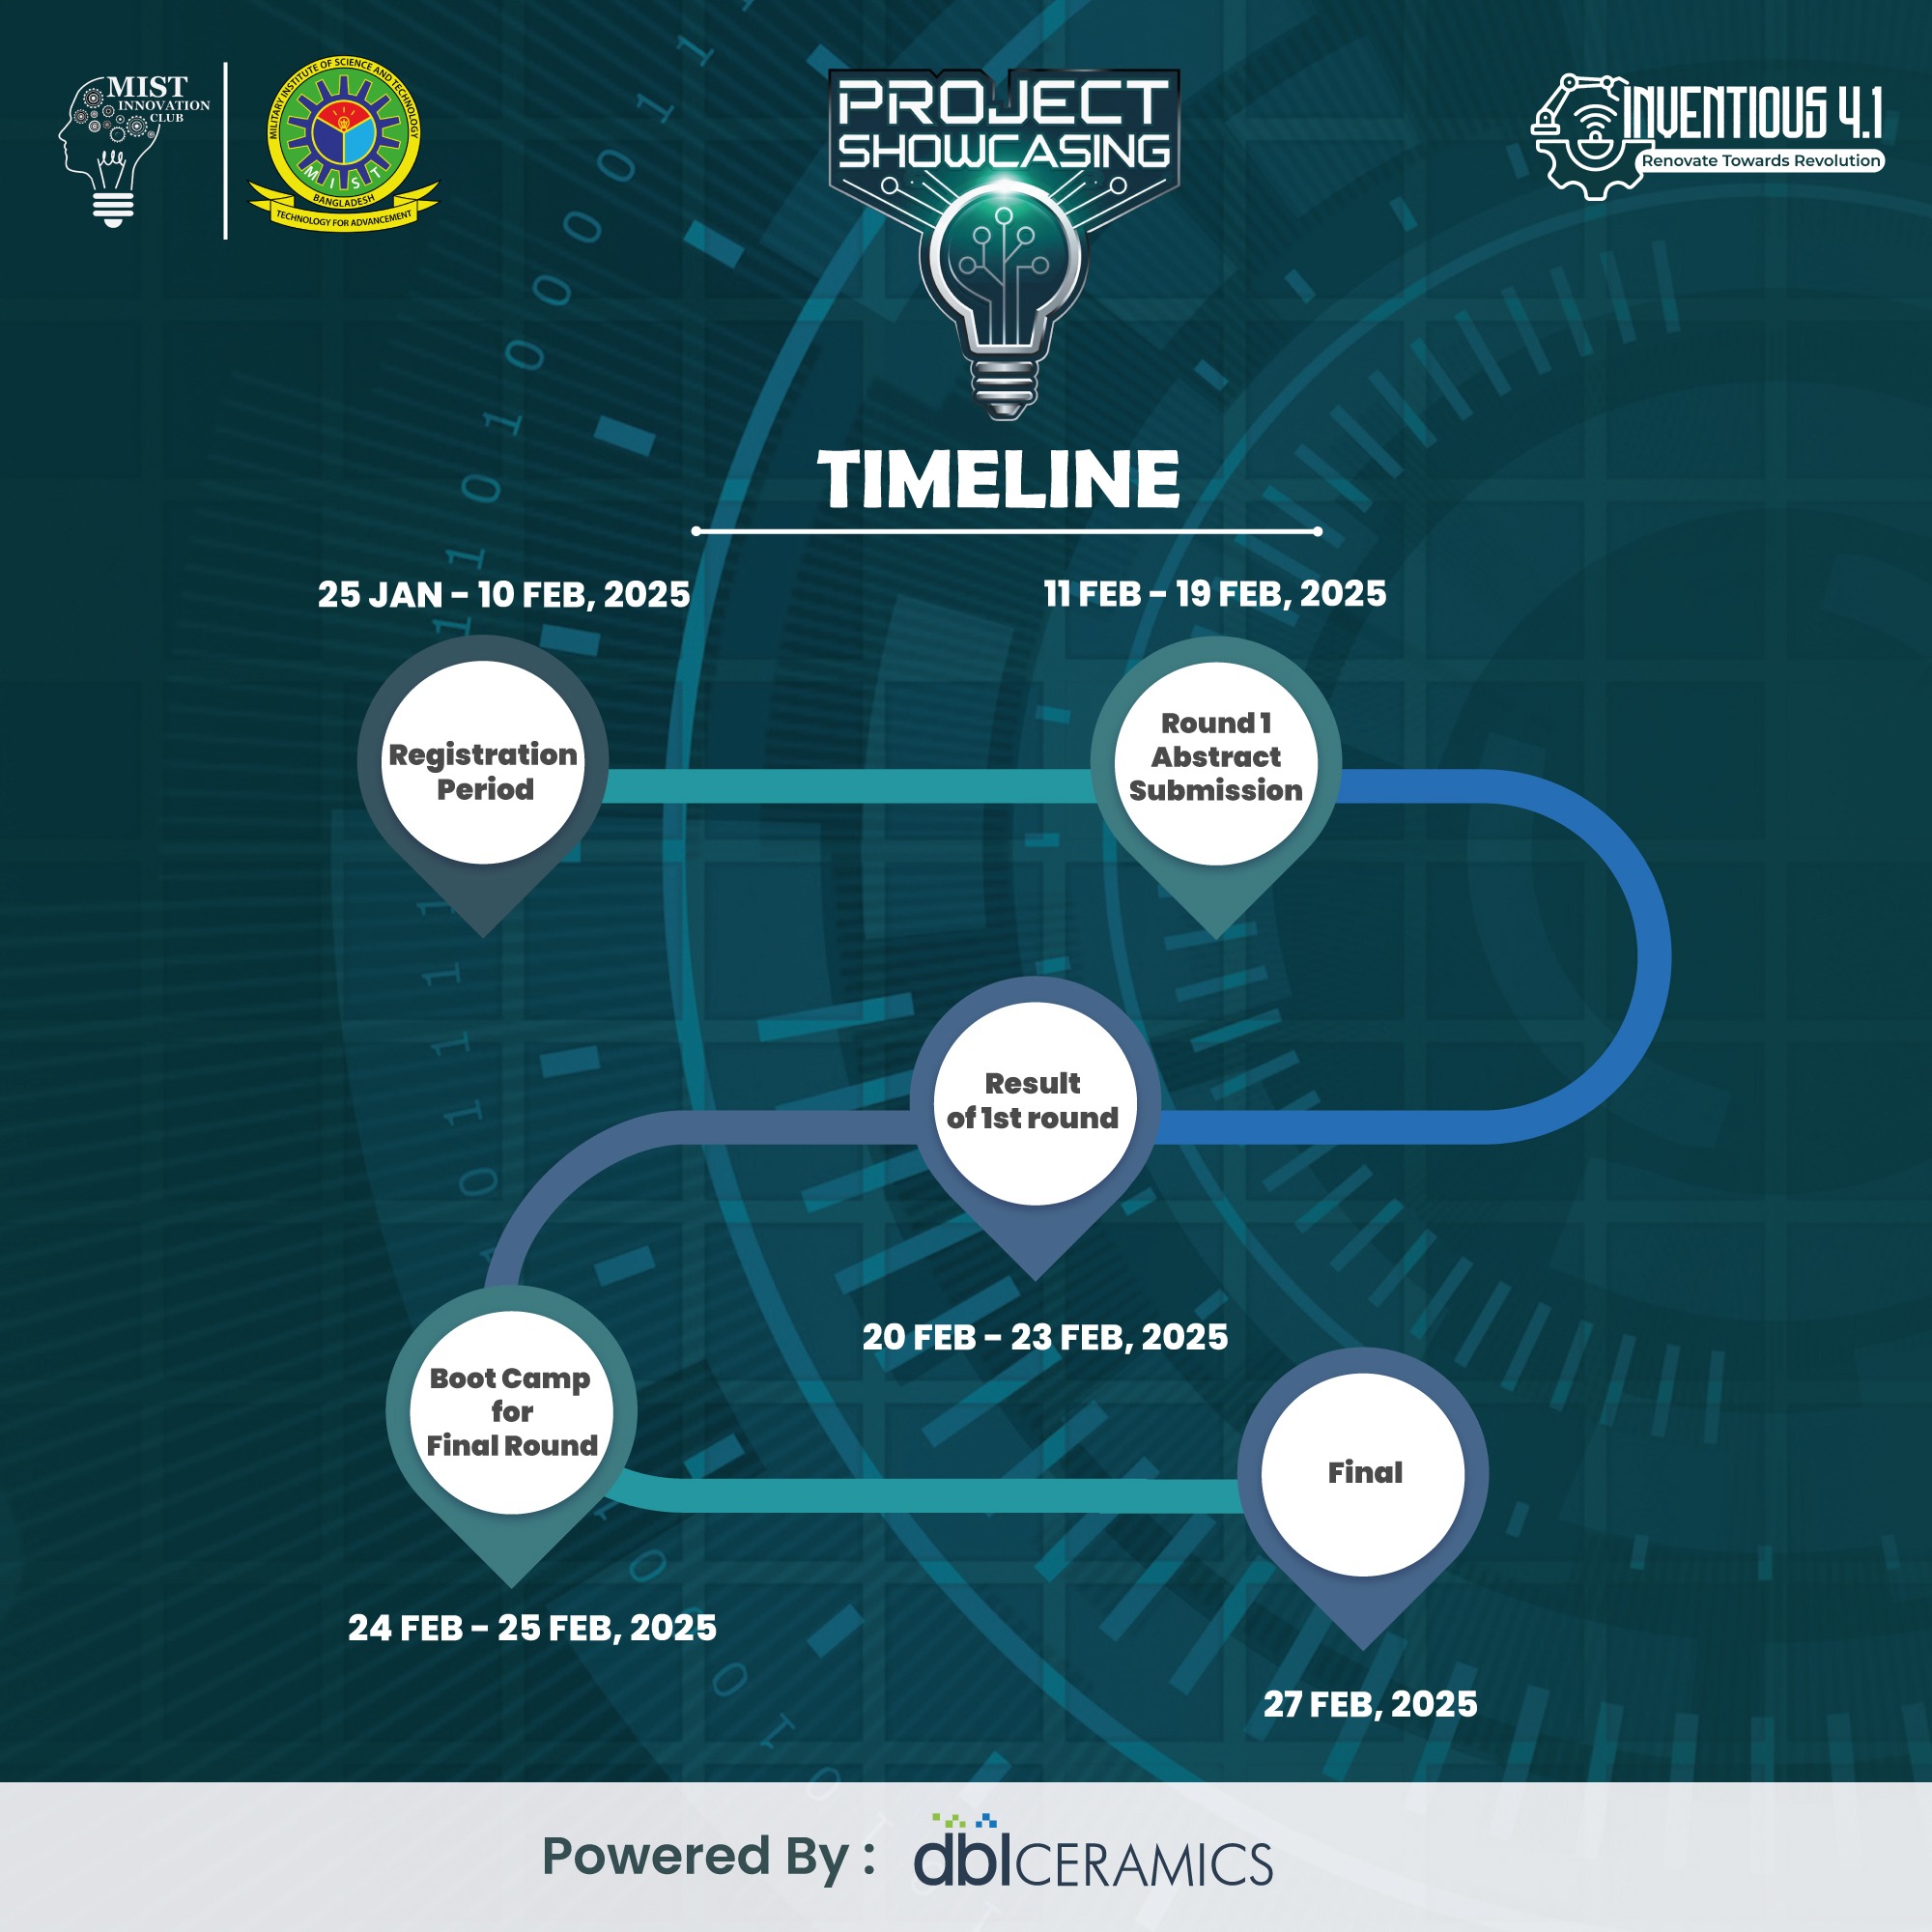 MIST
INNOVATION
CLUB
MILITARY INSTITUTE OF SCIENCE AND TECHNOLOGY
MIST
BANGLADESH
TECHNOLOGY FOR ADVANCEMENT
PROJECT
SHOWCASING
INVENTIOUS 4.1
Renovate Towards Revolution
TIMELINE
25 JAN - 10 FEB, 2025
11 FEB - 19 FEB, 2025
Registration
Period
Round 1
Abstract
Submission
Result
of 1st round
20 FEB - 23 FEB, 2025
Boot Camp
for
Final Round
Final
24 FEB - 25 FEB, 2025
27 FEB, 2025
Powered By : dbl CERAMICS